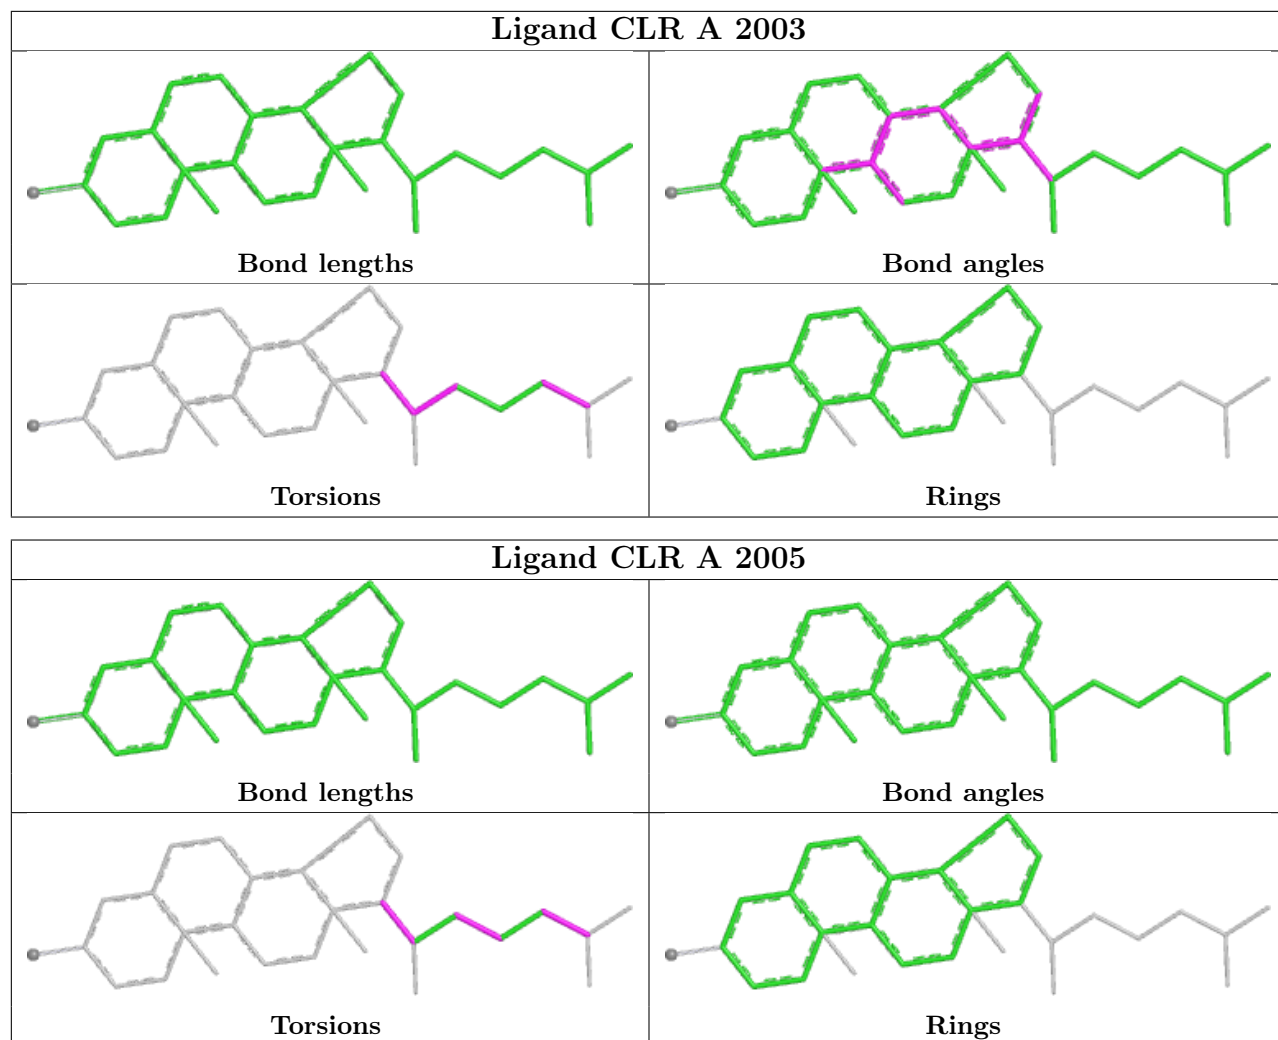 Ligand CLR A 2003
Bond lengths
Bond angles
Torsions
Rings
Ligand CLR A 2005
Bond lengths
Bond angles
Torsions
Rings